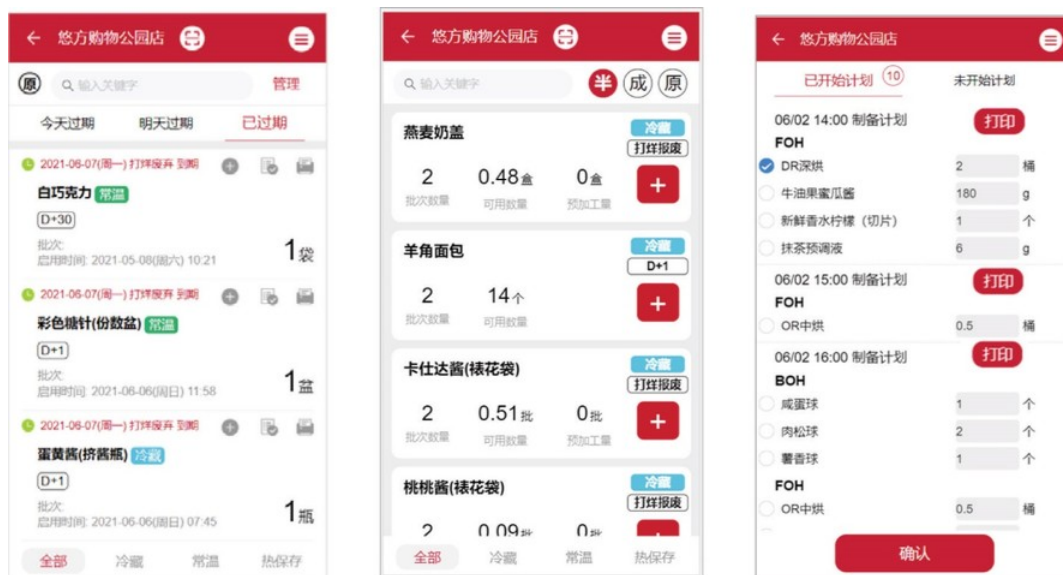 悠方购物公园店
原
输入关键字
管理
今天过期 明天过期 已过期
2021-06-07(周一) 打烊废弃 到期
白巧克力 常温
D+30
批次:
启用时间: 2021-05-08(周六) 10:21
1袋
2021-06-07(周一) 打烊废弃 到期
彩色糖针(份数盆) 常温
D+1
批次:
启用时间: 2021-06-06(周日) 11:58
1盆
2021-06-07(周一) 打烊废弃 到期
蛋黄酱(挤酱瓶) 冷藏
D+1
批次:
启用时间: 2021-06-06(周日) 07:45
1瓶
全部 冷藏 常温 热保存
悠方购物公园店
输入关键字
半 成 原
燕麦奶盖
冷藏
打烊报废
2 0.48盒 0盒
批次数量 可用数量 预加工量
羊角面包
冷藏
D+1
2 14个
批次数量 可用数量
卡仕达酱(裱花袋)
冷藏
打烊报废
2 0.51批 0批
批次数量 可用数量 预加工量
桃桃酱(裱花袋)
冷藏
打烊报废
2 0.09批 0批
全部 冷藏 常温 热保存
悠方购物公园店
已开始计划 10 未开始计划
06/02 14:00 制备计划 打印
FOH
DR深烘 2 桶
牛油果蜜瓜酱 180 g
新鲜香水柠檬（切片） 1 个
抹茶预调液 6 g
06/02 15:00 制备计划 打印
FOH
OR中烘 0.5 桶
06/02 16:00 制备计划 打印
BOH
咸蛋球 1 个
肉松球 2 个
薯香球 1 个
FOH
OR中烘 0.5 桶
确认